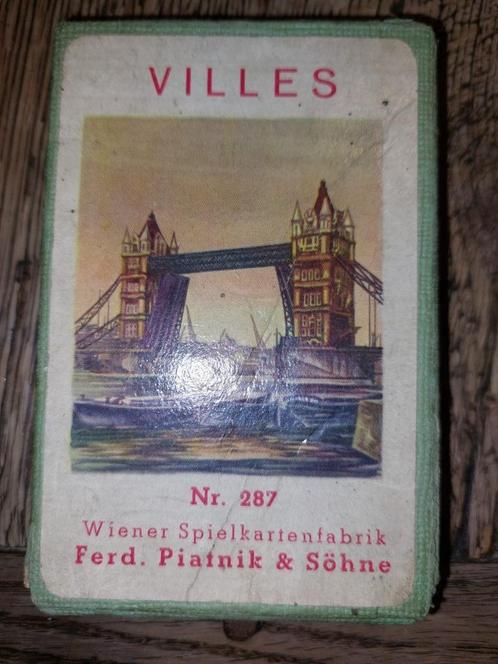 VILLES
Nr. 287
Wiener Spielkartenfabrik
Ferd. Piatnik & Söhne